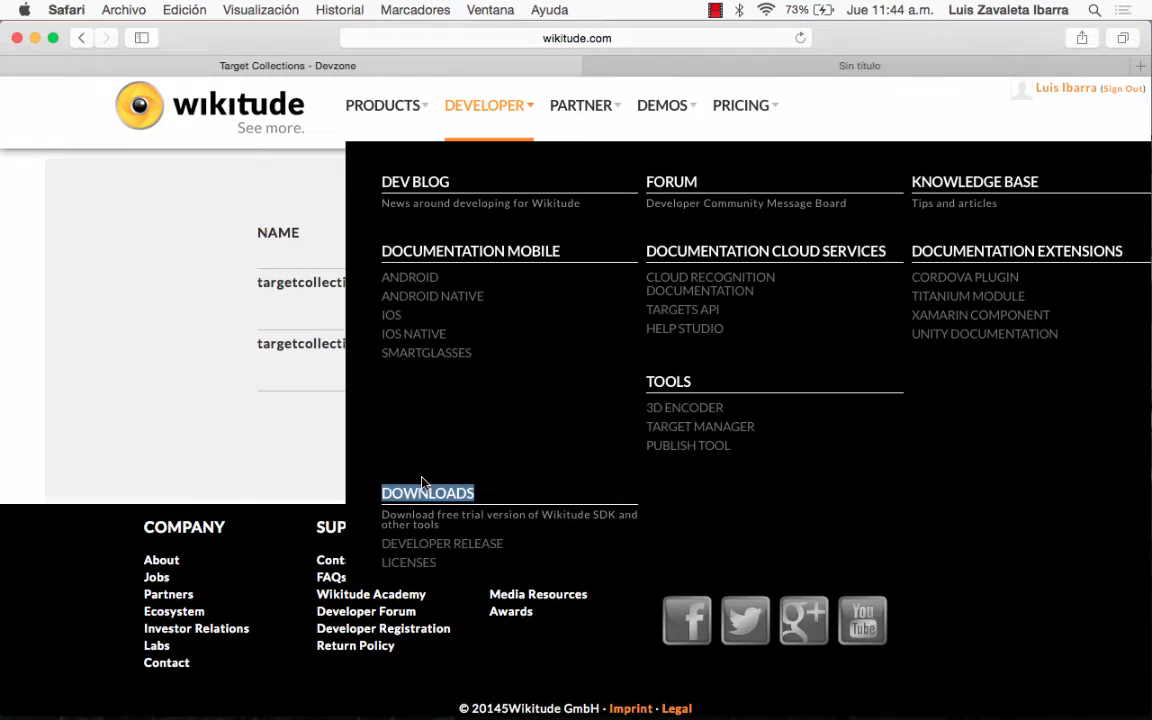 Safari Archivo Edición Visualización Historial Marcadores Ventana Ayuda 73% Jue 11:44 a.m. Luis Zavaleta Ibarra
wikitude.com
Target Collections - Devzone Sin título
wikitude
See more.
PRODUCTS DEVELOPER PARTNER DEMOS PRICING
Luis Ibarra (Sign Out)
DEV BLOG
News around developing for Wikitude
FORUM
Developer Community Message Board
KNOWLEDGE BASE
Tips and articles
NAME
targetcollecti
targetcollecti
DOCUMENTATION MOBILE
ANDROID
ANDROID NATIVE
IOS
IOS NATIVE
SMARTGLASSES
DOCUMENTATION CLOUD SERVICES
CLOUD RECOGNITION
DOCUMENTATION
TARGETS API
HELP STUDIO
DOCUMENTATION EXTENSIONS
CORDOVA PLUGIN
TITANIUM MODULE
XAMARIN COMPONENT
UNITY DOCUMENTATION
TOOLS
3D ENCODER
TARGET MANAGER
PUBLISH TOOL
DOWNLOADS
Download free trial version of Wikitude SDK and
other tools
DEVELOPER RELEASE
LICENSES
COMPANY
About
Jobs
Partners
Ecosystem
Investor Relations
Labs
Contact
SUP
Cont
FAQs
Wikitude Academy
Developer Forum
Developer Registration
Return Policy
Media Resources
Awards
f
g+
You
Tube
© 20145Wikitude GmbH · Imprint · Legal